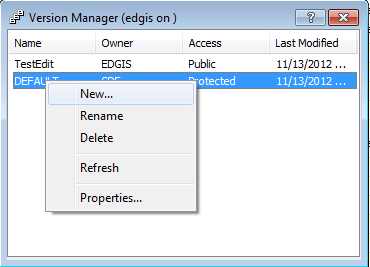 Version Manager (edgis on )
Name Owner Access Last Modified
TestEdit EDGIS Public 11/13/2012 ...
DEFAULT SDE Protected 11/13/2012 ...
New...
Rename
Delete
Refresh
Properties...